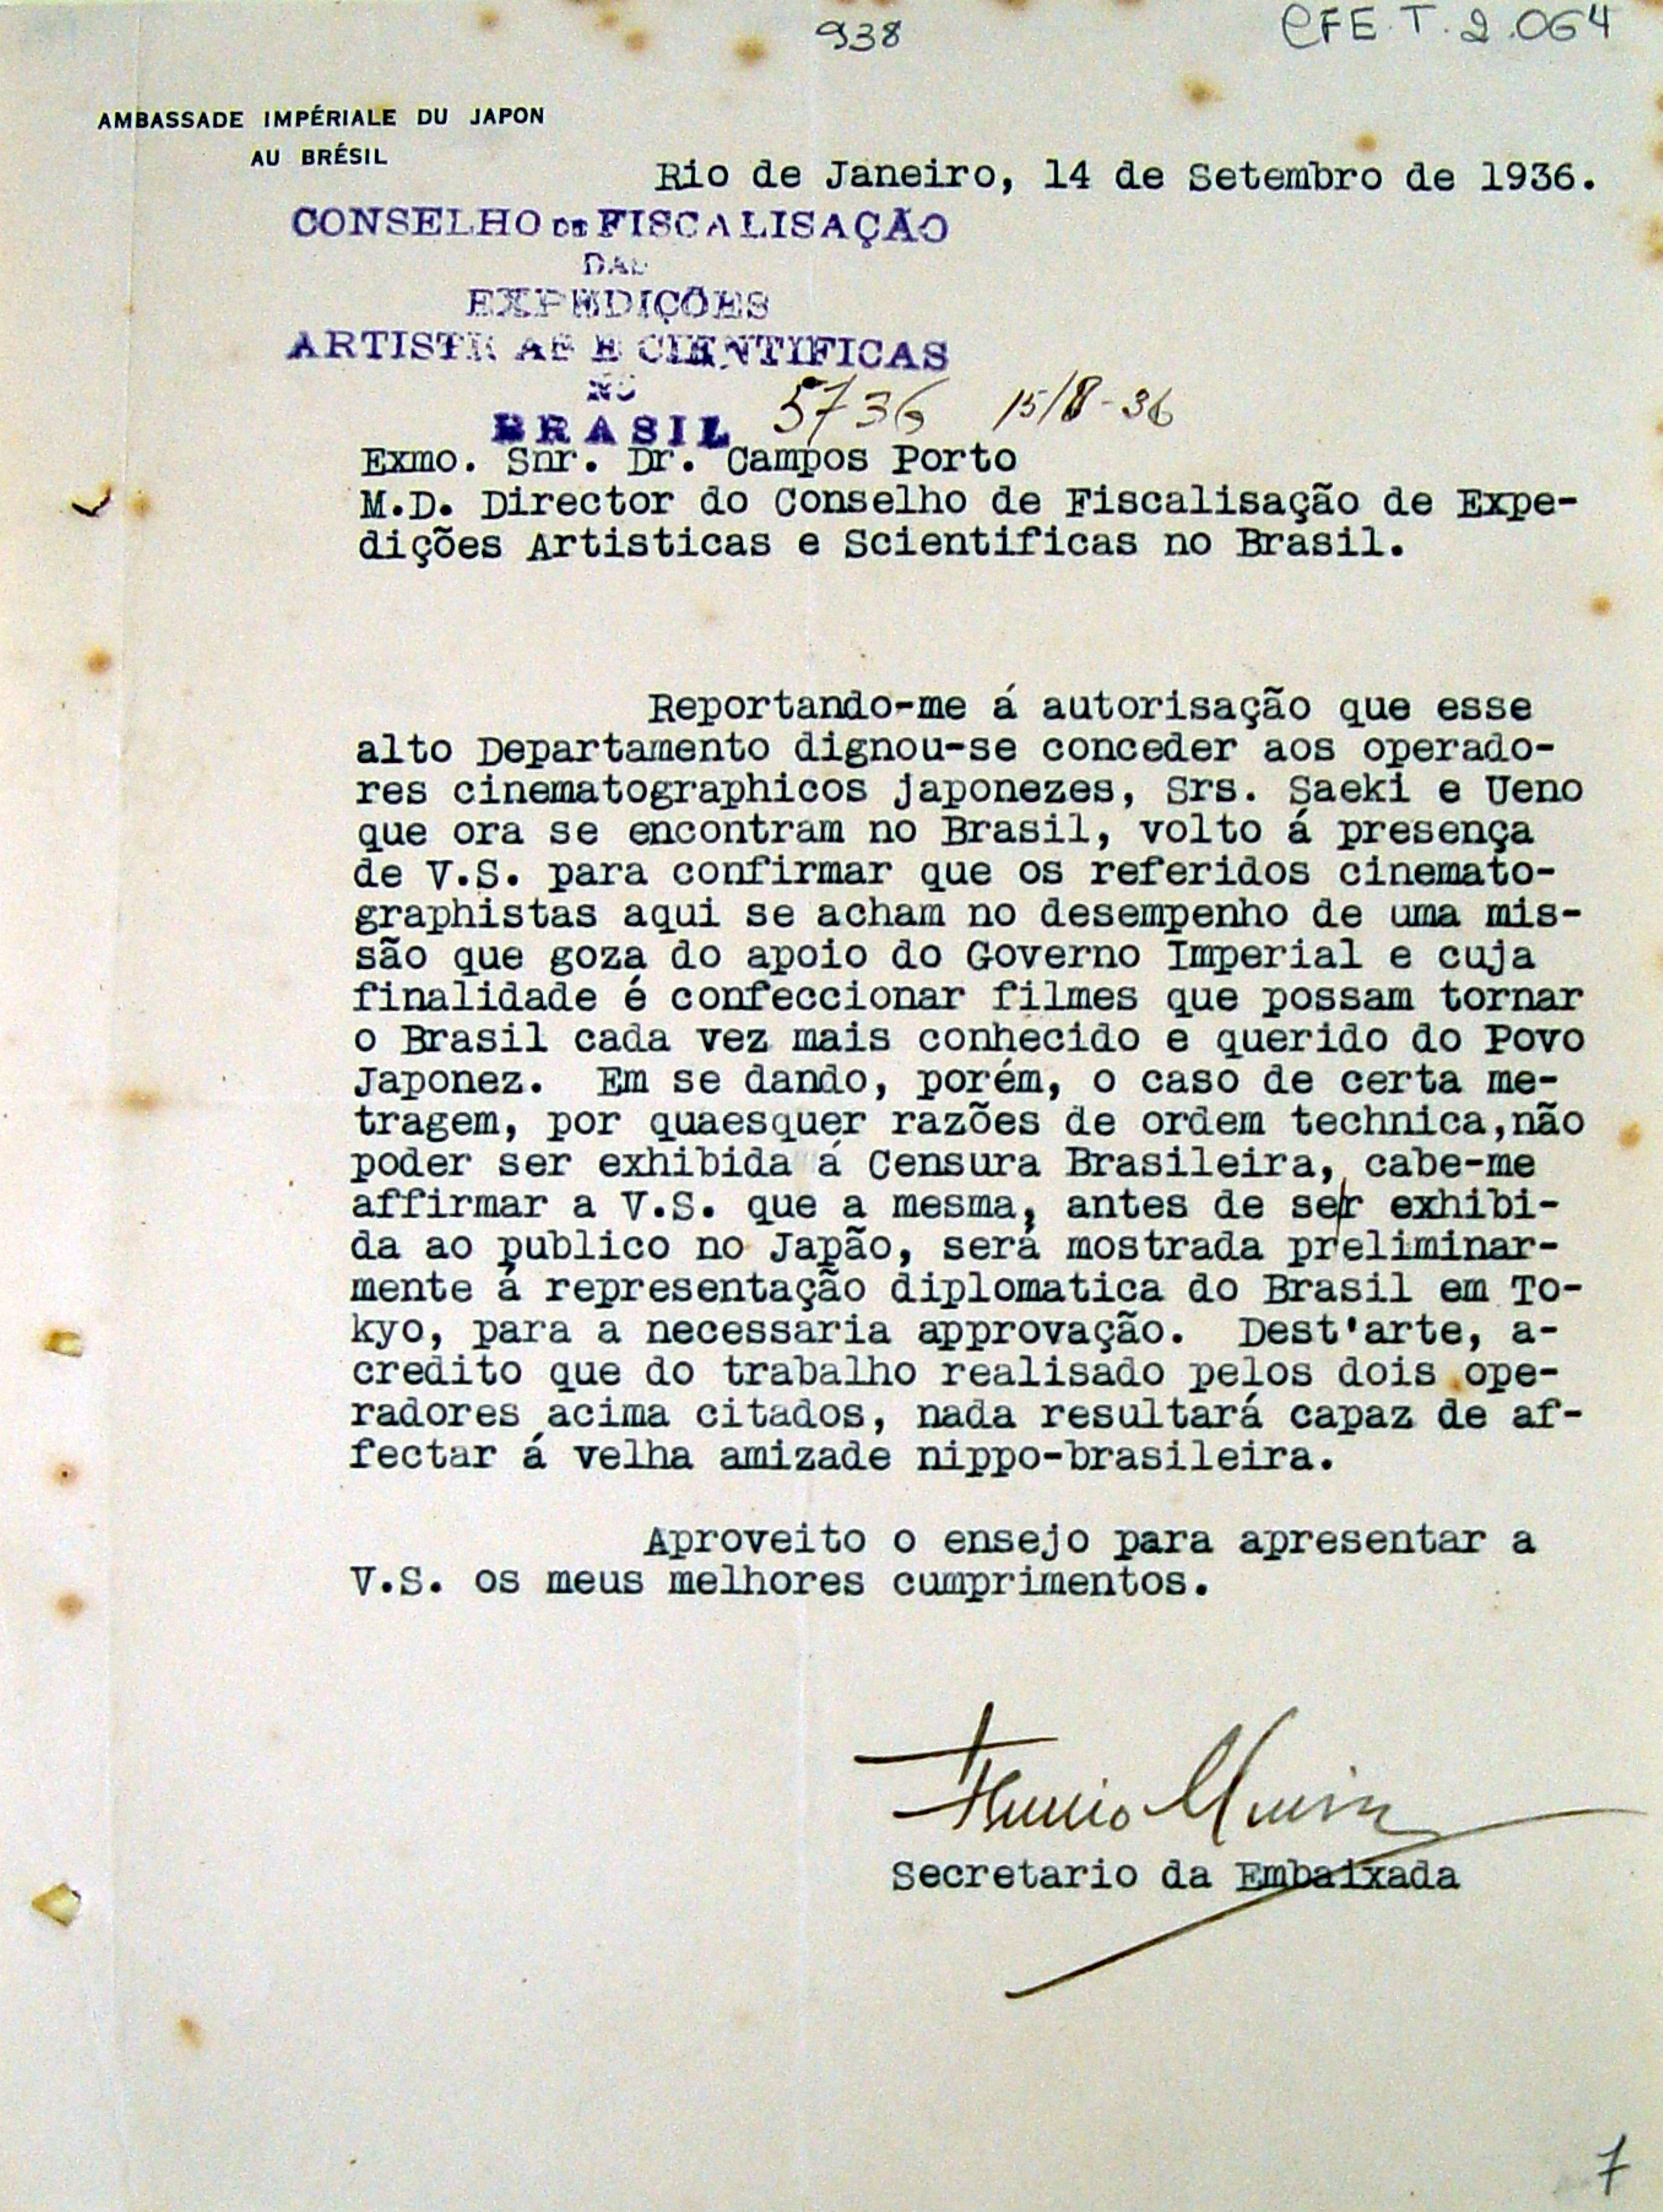 938
CFE.T.2.064
AMBASSADE IMPÉRIALE DU JAPON
AU BRÉSIL
Rio de Janeiro, 14 de Setembro de 1936.
CONSELHO DE FISCALISAÇÃO
DAS
EXPEDIÇÕES
ARTISTICAS E CIENTIFICAS
NO
BRASIL 5736 15/8-36
Exmo. Snr. Dr. Campos Porto
M.D. Director do Conselho de Fiscalisação de Expe-
dições Artisticas e Scientificas no Brasil.
Reportando-me á autorisação que esse
alto Departamento dignou-se conceder aos operado-
res cinematographicos japonezes, Srs. Saeki e Ueno
que ora se encontram no Brasil, volto á presença
de V.S. para confirmar que os referidos cinemato-
graphistas aqui se acham no desempenho de uma mis-
são que goza do apoio do Governo Imperial e cuja
finalidade é confeccionar filmes que possam tornar
o Brasil cada vez mais conhecido e querido do Povo
Japonez. Em se dando, porém, o caso de certa me-
tragem, por quaesquer razões de ordem technica,não
poder ser exhibida á Censura Brasileira, cabe-me
affirmar a V.S. que a mesma, antes de ser exhibi-
da ao publico no Japão, será mostrada preliminar-
mente á representação diplomatica do Brasil em To-
kyo, para a necessaria approvação. Dest'arte, a-
credito que do trabalho realisado pelos dois ope-
radores acima citados, nada resultará capaz de af-
fectar á velha amizade nippo-brasileira.
Aproveito o ensejo para apresentar a
V.S. os meus melhores cumprimentos.
Secretario da Embaixada
7